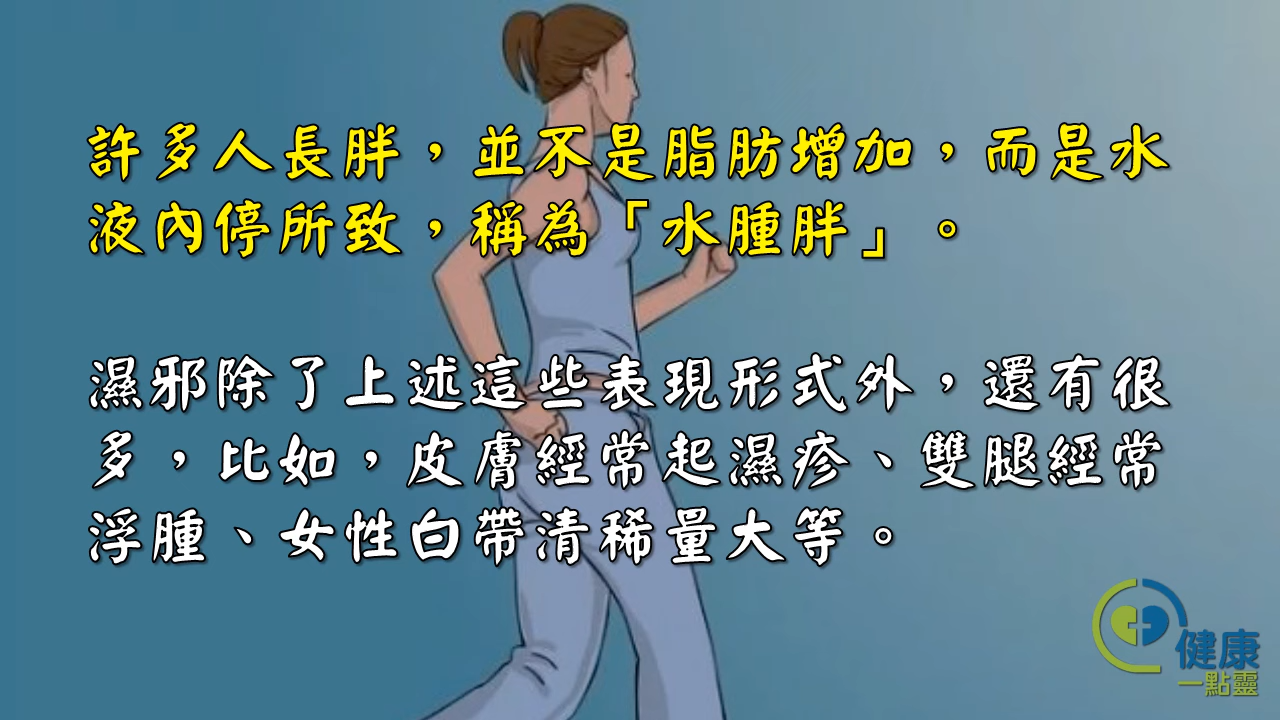 許多人長胖，並不是脂肪增加，而是水
液內停所致，稱為「水腫胖」。
濕邪除了上述這些表現形式外，還有很
多，比如，皮膚經常起濕疹、雙腿經常
浮腫、女性白帶清稀量大等。
健康
一點靈